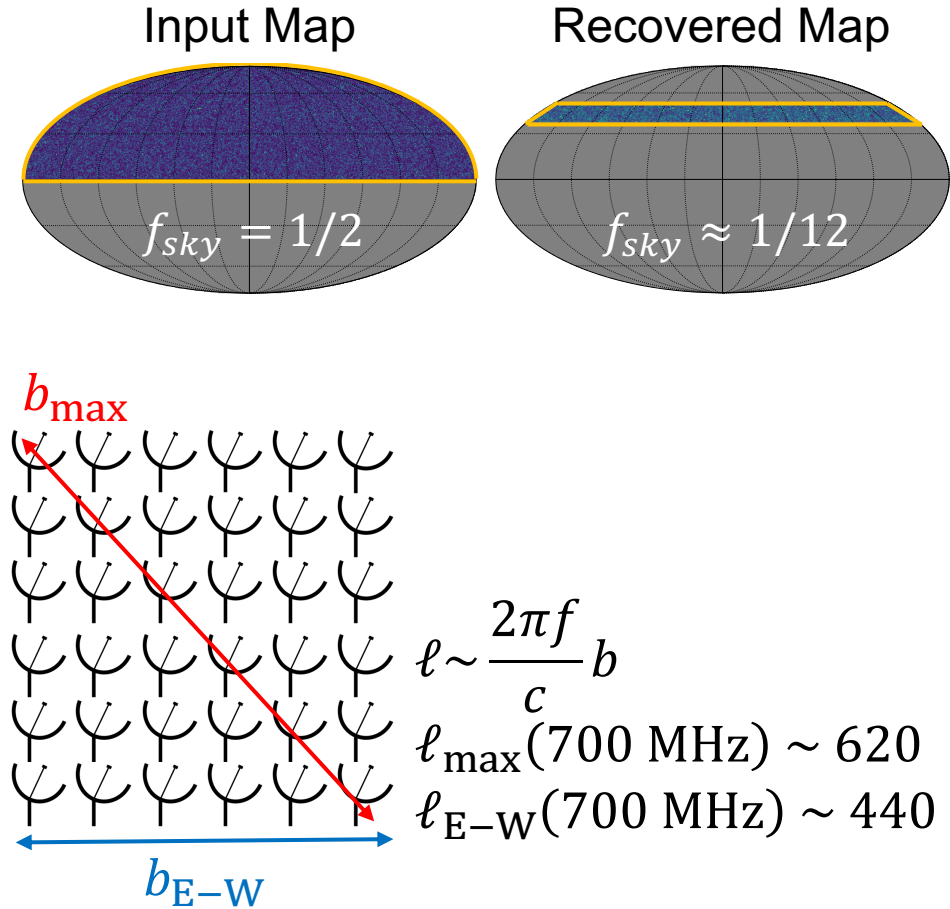 Input Map
Recovered Map
f_sky = 1/2
f_sky ≈ 1/12
b_max
ℓ ~ \frac{2πf}{c} b
ℓ_max(700 MHz) ~ 620
ℓ_E−W(700 MHz) ~ 440
b_E−W